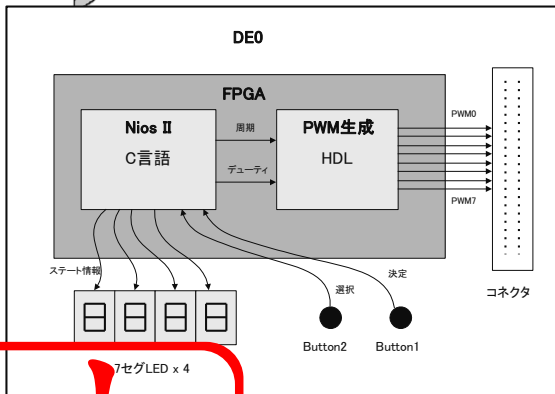 DE0
FPGA
Nios Ⅱ
C言語
周期
デューティ
PWM生成
HDL
PWM0
PWM7
コネクタ
ステート情報
選択
決定
Button2
Button1
7セグLED x 4